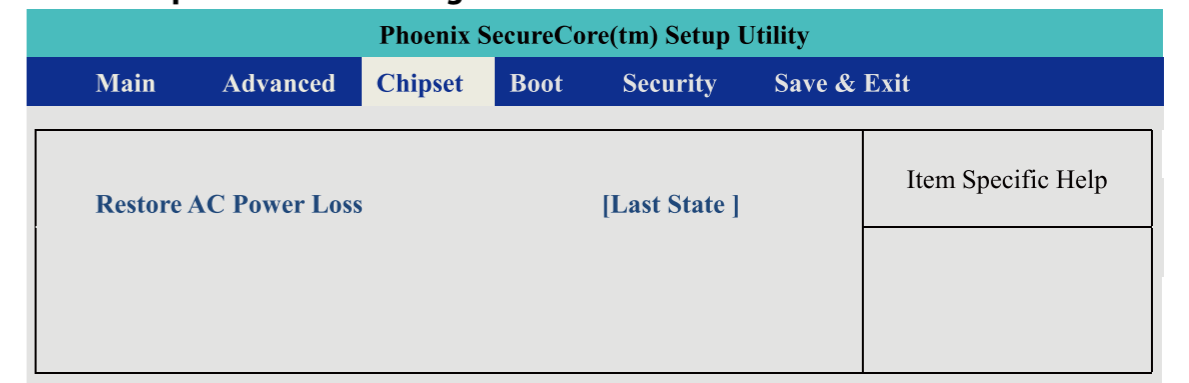 Phoenix SecureCore(tm) Setup Utility
Main Advanced Chipset Boot Security Save & Exit
Item Specific Help
Restore AC Power Loss [Last State ]